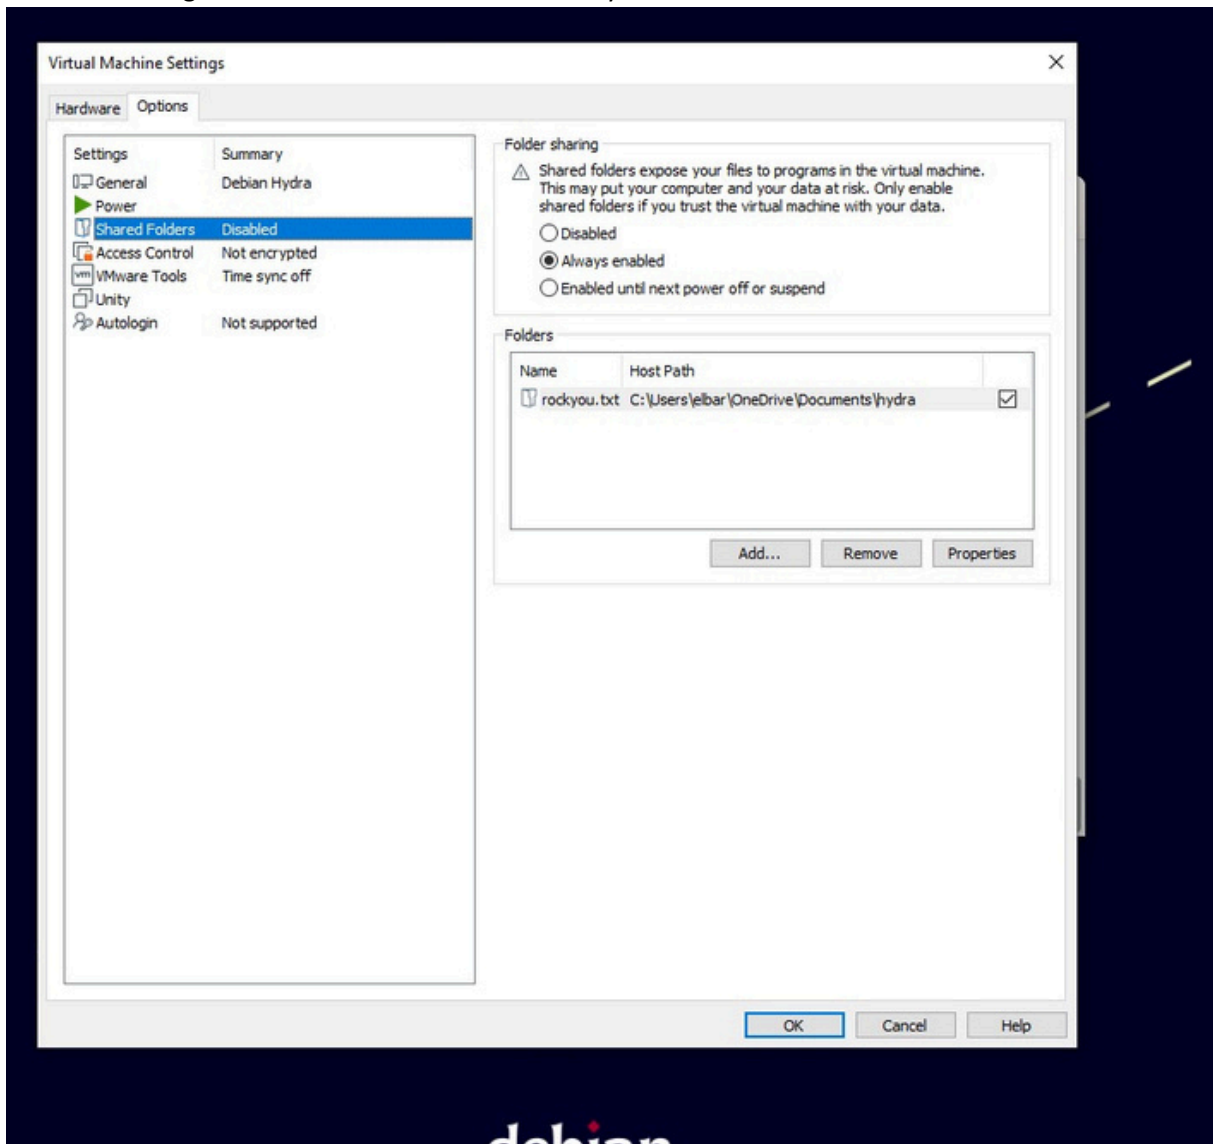 Virtual Machine Settings
Hardware Options
Settings Summary
General Debian Hydra
Power
Shared Folders Disabled
Access Control Not encrypted
vm VMware Tools Time sync off
Unity
Autologin Not supported
Folder sharing
Shared folders expose your files to programs in the virtual machine.
This may put your computer and your data at risk. Only enable
shared folders if you trust the virtual machine with your data.
Disabled
Always enabled
Enabled until next power off or suspend
Folders
Name Host Path
rockyou.txt C:\Users\elbar\OneDrive\Documents\hydra
Add... Remove Properties
OK Cancel Help
debian